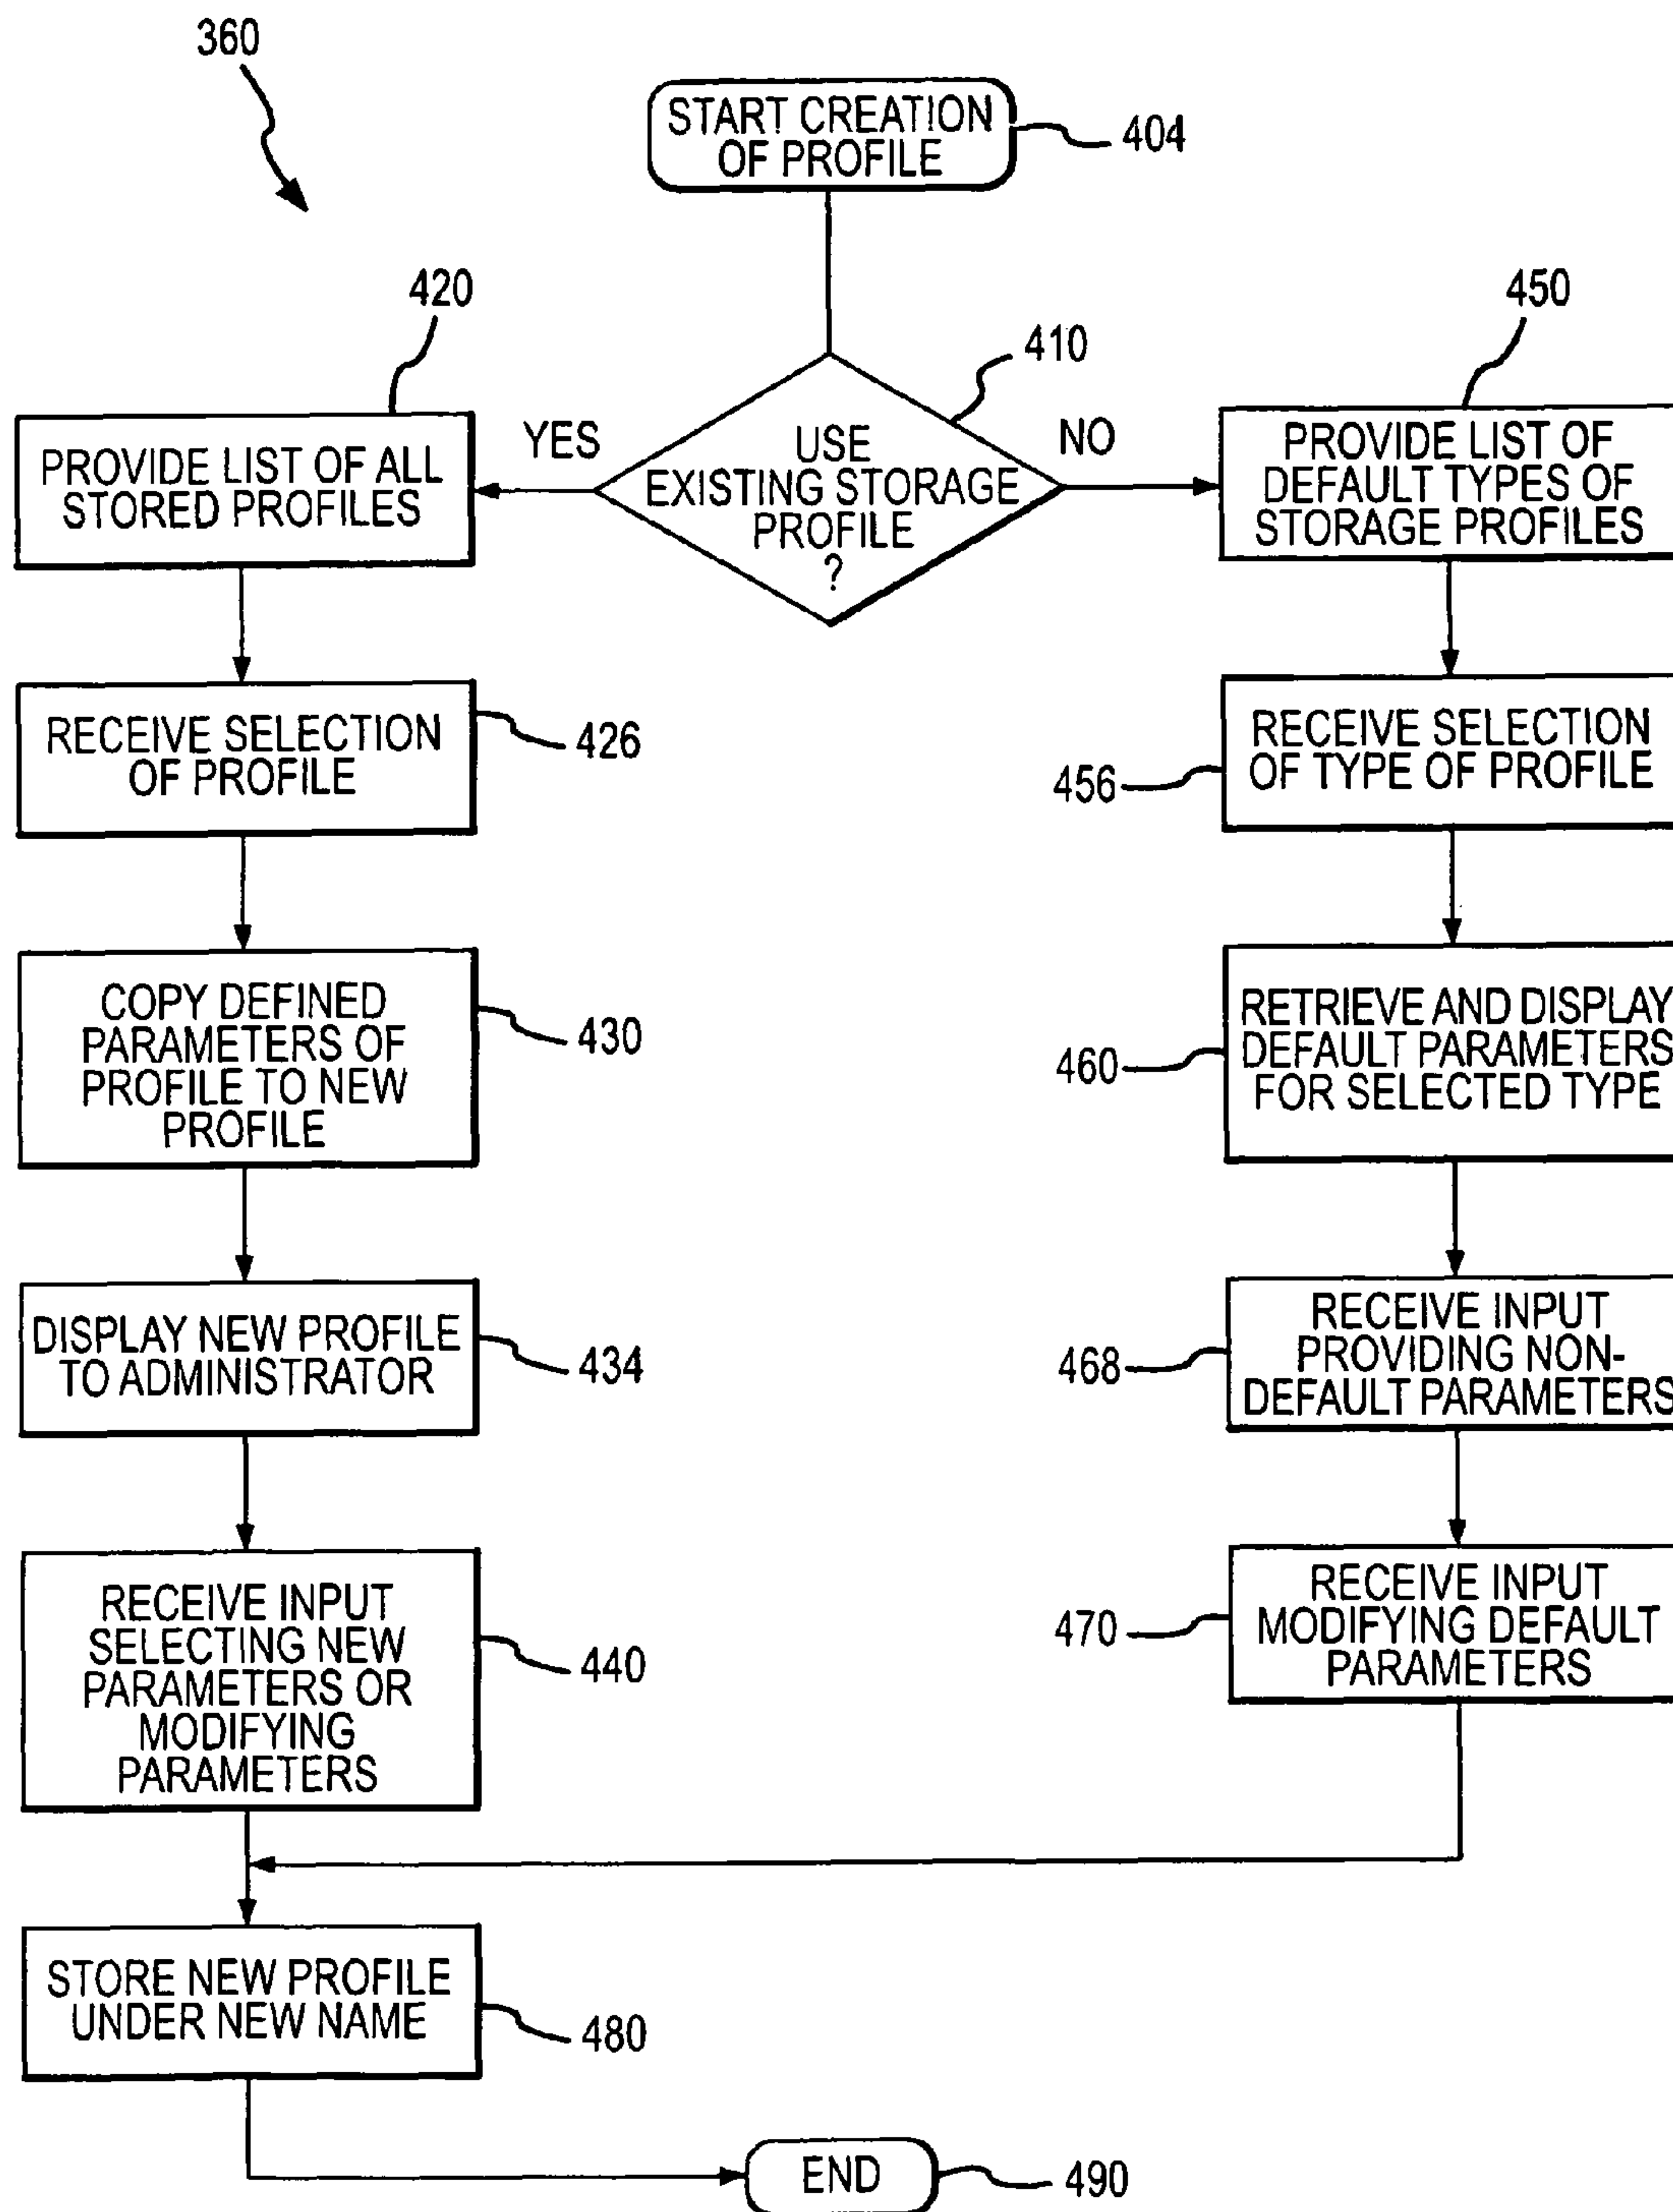 360
START CREATION
OF PROFILE
404
420
450
410
YES
USE
EXISTING STORAGE
PROFILE
?
NO
PROVIDE LIST OF ALL
STORED PROFILES
PROVIDE LIST OF
DEFAULT TYPES OF
STORAGE PROFILES
RECEIVE SELECTION
OF PROFILE
426
456
RECEIVE SELECTION
OF TYPE OF PROFILE
COPY DEFINED
PARAMETERS OF
PROFILE TO NEW
PROFILE
430
460
RETRIEVE AND DISPLAY
DEFAULT PARAMETERS
FOR SELECTED TYPE
DISPLAY NEW PROFILE
TO ADMINISTRATOR
434
468
RECEIVE INPUT
PROVIDING NON-
DEFAULT PARAMETERS
RECEIVE INPUT
SELECTING NEW
PARAMETERS OR
MODIFYING
PARAMETERS
440
470
RECEIVE INPUT
MODIFYING DEFAULT
PARAMETERS
STORE NEW PROFILE
UNDER NEW NAME
480
END
490